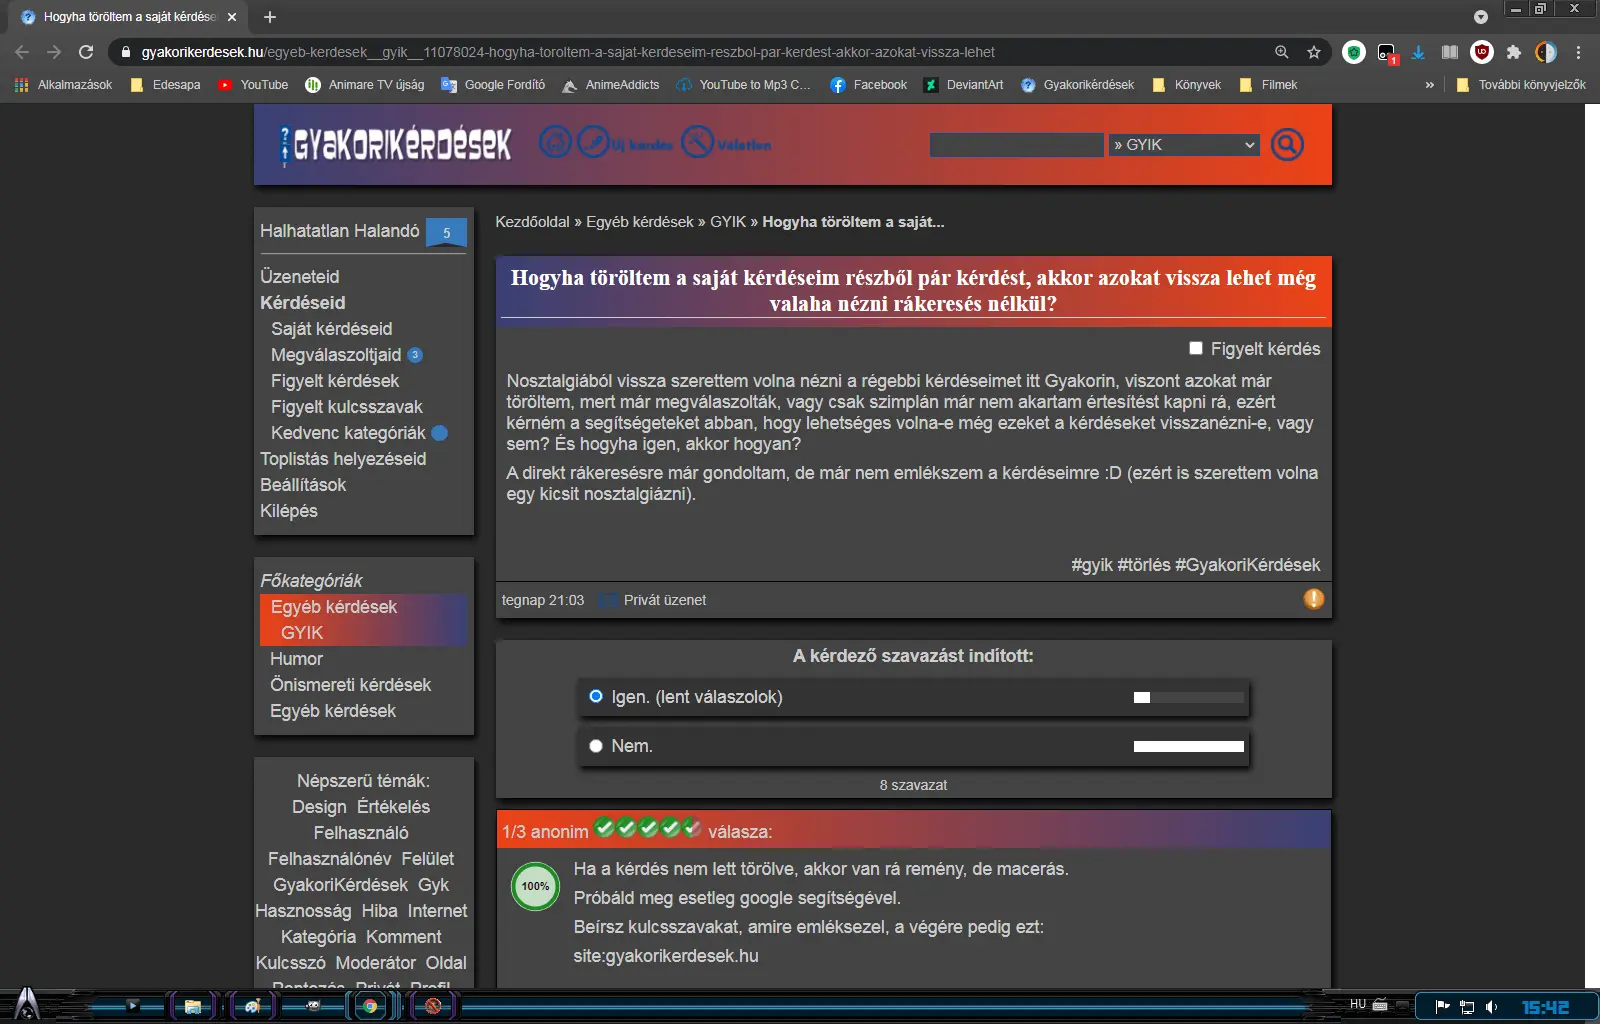 Hogyha töröltem a saját kérdése
gyakorikerdesek.hu/egyeb-kerdesek__gyik__11078024-hogyha-toroltem-a-sajat-kerdeseim-reszbol-par-kerdest-akkor-azokat-vissza-lehet
1
Alkalmazások Edesapa YouTube Animare TV újság Google Fordító AnimeAddicts YouTube to Mp3 C... Facebook DeviantArt Gyakorikérdések Könyvek Filmek » További könyvjelzők
GYAKORIKÉRDÉSEK Új kérdés Véletlen » GYIK
Halhatatlan Halandó 5
Üzeneteid
Kérdéseid
Saját kérdéseid
Megválaszoltjaid 3
Figyelt kérdések
Figyelt kulcsszavak
Kedvenc kategóriák
Toplistás helyezéseid
Beállítások
Kilépés
Főkategóriák
Egyéb kérdések
GYIK
Humor
Önismereti kérdések
Egyéb kérdések
Népszerű témák:
Design Értékelés
Felhasználó
Felhasználónév Felület
GyakoriKérdések Gyk
Hasznosság Hiba Internet
Kategória Komment
Kulcsszó Moderátor Oldal
Pontozás Privát Profil
Kezdőoldal » Egyéb kérdések » GYIK » Hogyha töröltem a saját...
Hogyha töröltem a saját kérdéseim részből pár kérdést, akkor azokat vissza lehet még
valaha nézni rákeresés nélkül?
Figyelt kérdés
Nosztalgiából vissza szerettem volna nézni a régebbi kérdéseimet itt Gyakorin, viszont azokat már
töröltem, mert már megválaszolták, vagy csak szimplán már nem akartam értesítést kapni rá, ezért
kérném a segítségeteket abban, hogy lehetséges volna-e még ezeket a kérdéseket visszanézni-e, vagy
sem? És hogyha igen, akkor hogyan?
A direkt rákeresésre már gondoltam, de már nem emlékszem a kérdéseimre :D (ezért is szerettem volna
egy kicsit nosztalgiázni).
#gyik #törlés #GyakoriKérdések
tegnap 21:03 Privát üzenet
A kérdező szavazást indított:
Igen. (lent válaszolok)
Nem.
8 szavazat
1/3 anonim válasza:
100%
Ha a kérdés nem lett törölve, akkor van rá remény, de macerás.
Próbáld meg esetleg google segítségével.
Beírsz kulcsszavakat, amire emléksezel, a végére pedig ezt:
site:gyakorikerdesek.hu
HU 15:42